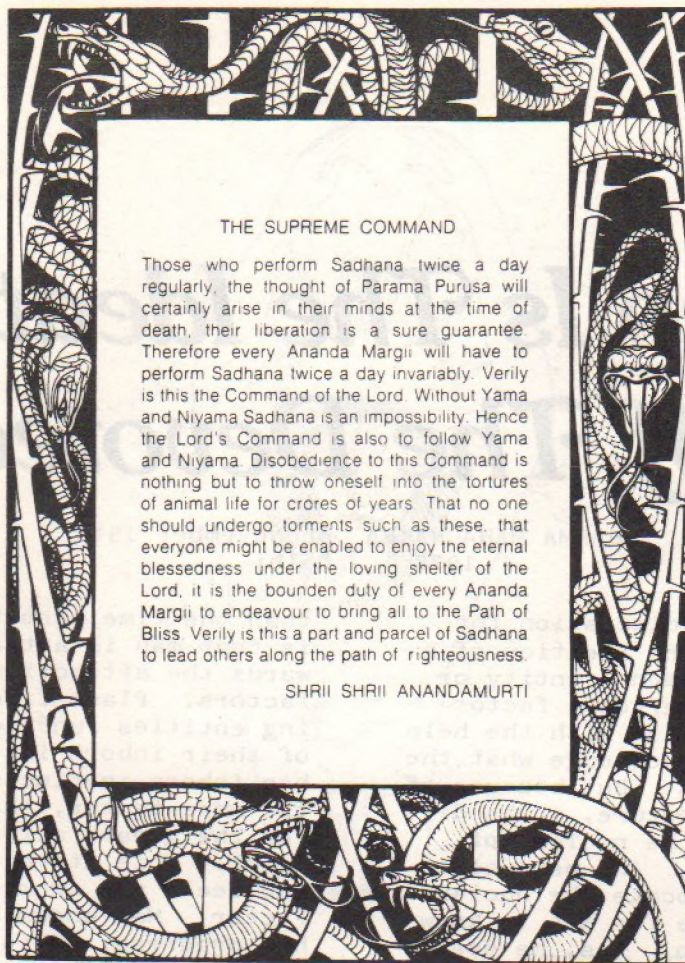 THE SUPREME COMMAND
Those who perform Sadhana twice a day
regularly, the thought of Parama Purusa will
certainly arise in their minds at the time of
death, their liberation is a sure guarantee.
Therefore every Ananda Margii will have to
perform Sadhana twice a day invariably. Verily
is this the Command of the Lord. Without Yama
and Niyama Sadhana is an impossibility. Hence
the Lord's Command is also to follow Yama
and Niyama. Disobedience to this Command is
nothing but to throw oneself into the tortures
of animal life for crores of years. That no one
should undergo torments such as these, that
everyone might be enabled to enjoy the eternal
blessedness under the loving shelter of the
Lord, it is the bounden duty of every Ananda
Margii to endeavour to bring all to the Path of
Bliss. Verily is this a part and parcel of Sadhana
to lead others along the path of righteousness.
SHRII SHRII ANANDAMURTI